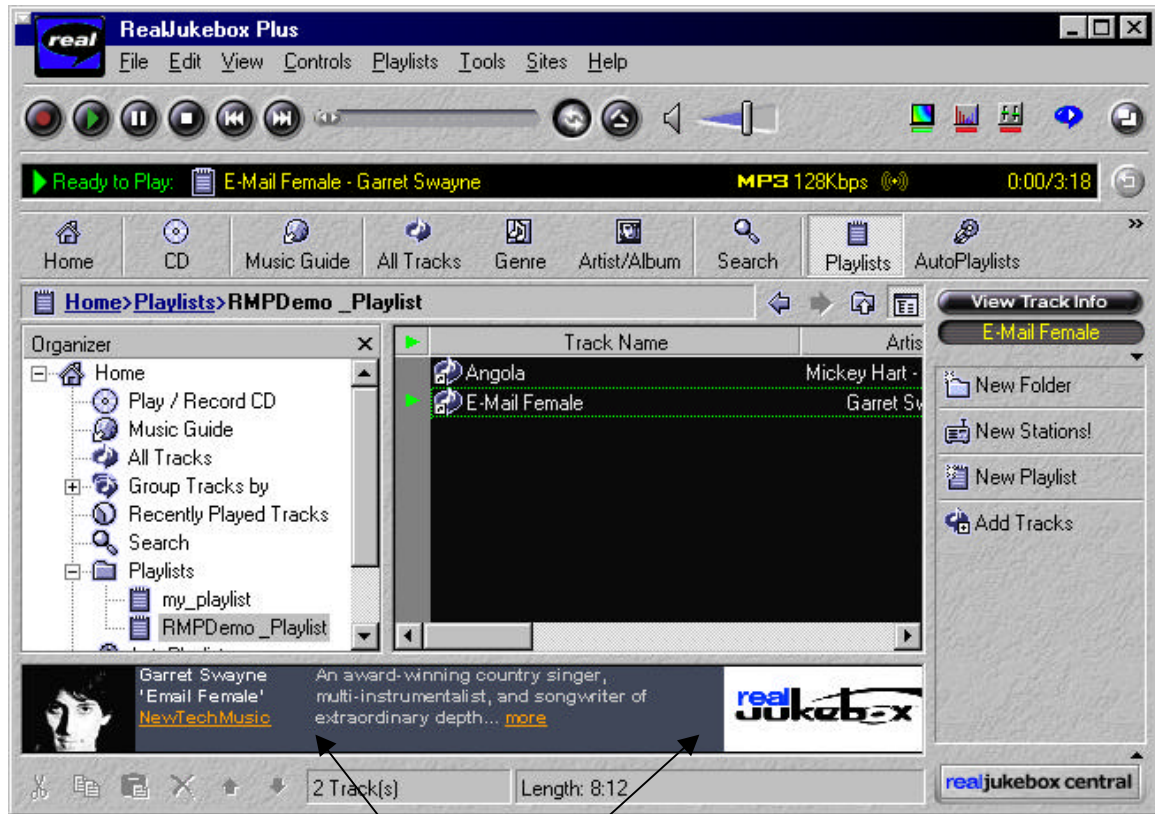 real
RealJukebox Plus
File Edit View Controls Playlists Tools Sites Help
Ready to Play: E-Mail Female - Garret Swayne MP3 128Kbps 0:00/3:18
Home CD Music Guide All Tracks Genre Artist/Album Search Playlists AutoPlaylists »
Home>Playlists>RMPDemo _Playlist
View Track Info
E-Mail Female
Organizer
Home
Play / Record CD
Music Guide
All Tracks
Group Tracks by
Recently Played Tracks
Search
Playlists
my_playlist
RMPDemo _Playlist
Track Name Artis
Angola Mickey Hart -
E-Mail Female Garret Sw
New Folder
New Stations!
New Playlist
Add Tracks
Garret Swayne
'Email Female'
NewTechMusic
An award-winning country singer,
multi-instrumentalist, and songwriter of
extraordinary depth... more
real
jukebox
2 Track(s) Length: 8:12
realjukebox central